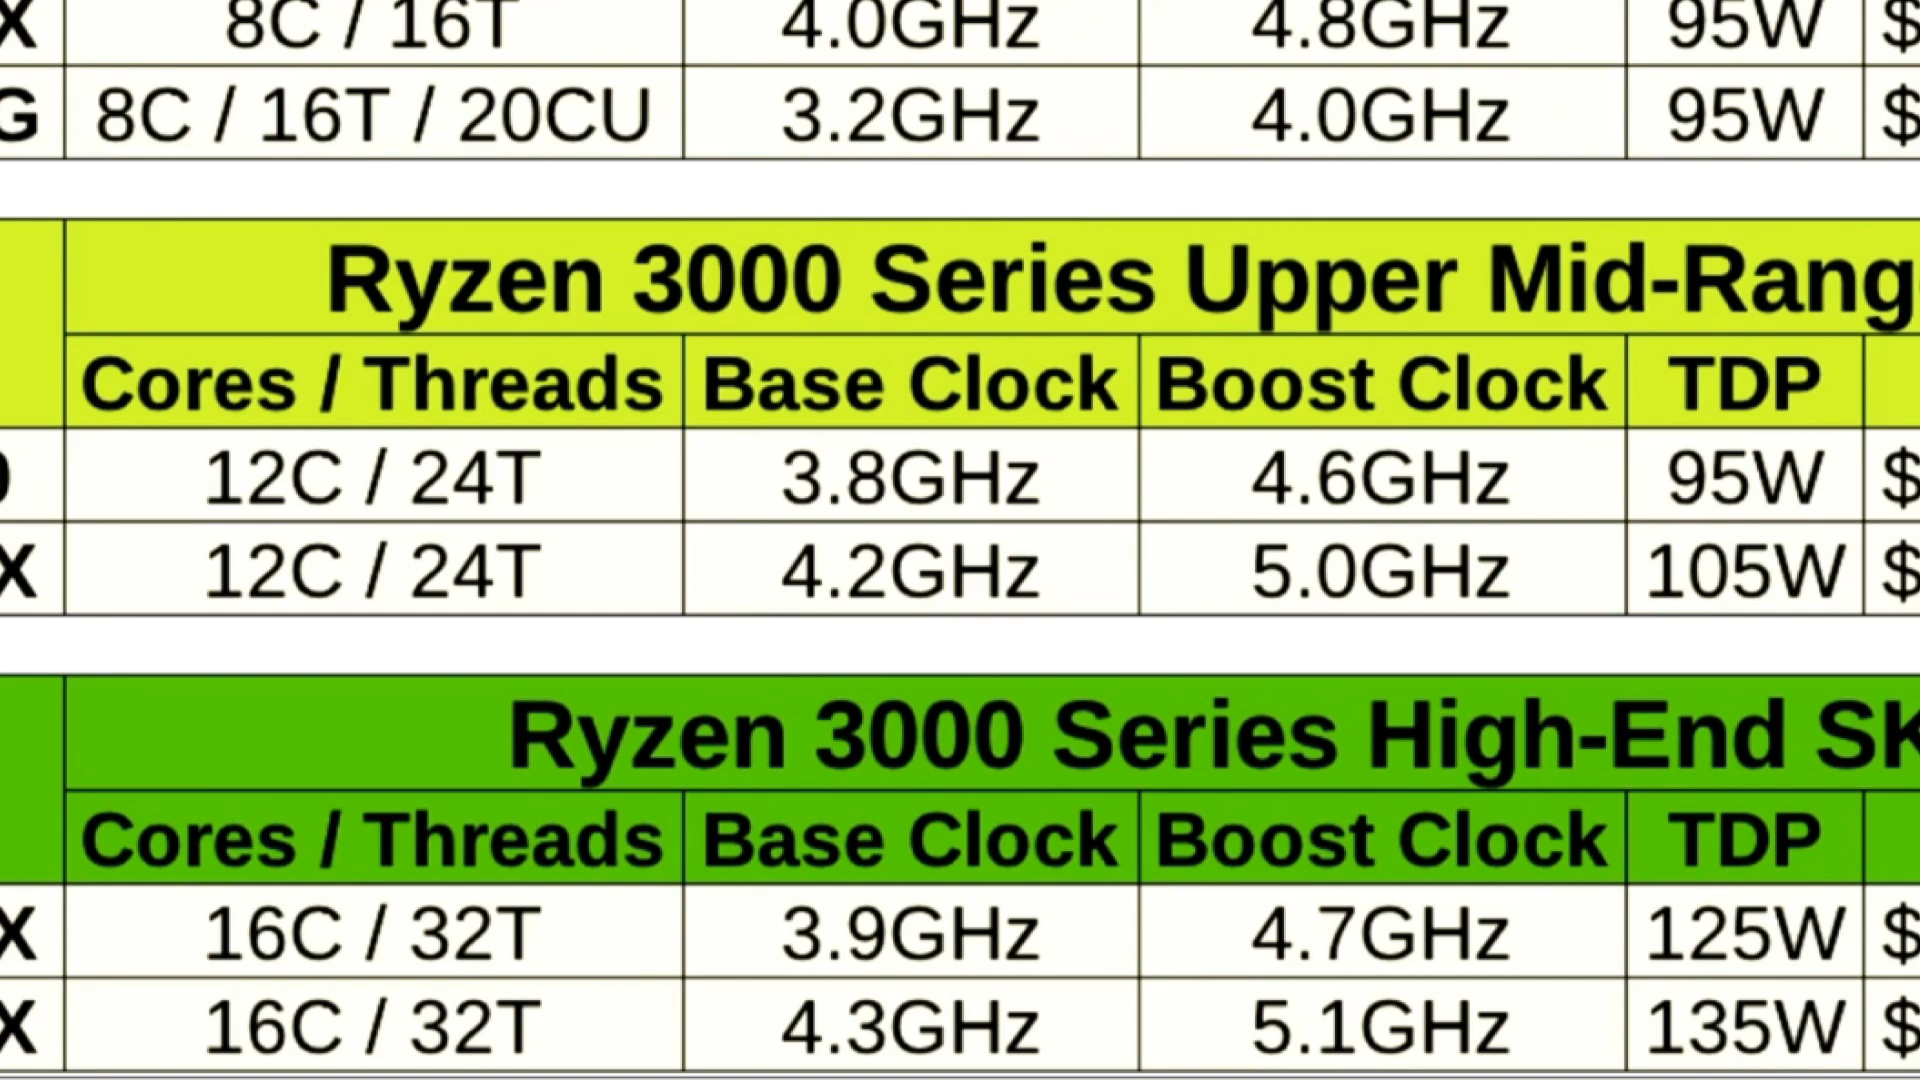 X 8C / 16T 4.0GHz 4.8GHz 95W $
G 8C / 16T / 20CU 3.2GHz 4.0GHz 95W $
Ryzen 3000 Series Upper Mid-Rang
Cores / Threads Base Clock Boost Clock TDP
12C / 24T 3.8GHz 4.6GHz 95W $
X 12C / 24T 4.2GHz 5.0GHz 105W $
Ryzen 3000 Series High-End SK
Cores / Threads Base Clock Boost Clock TDP
X 16C / 32T 3.9GHz 4.7GHz 125W $
X 16C / 32T 4.3GHz 5.1GHz 135W $